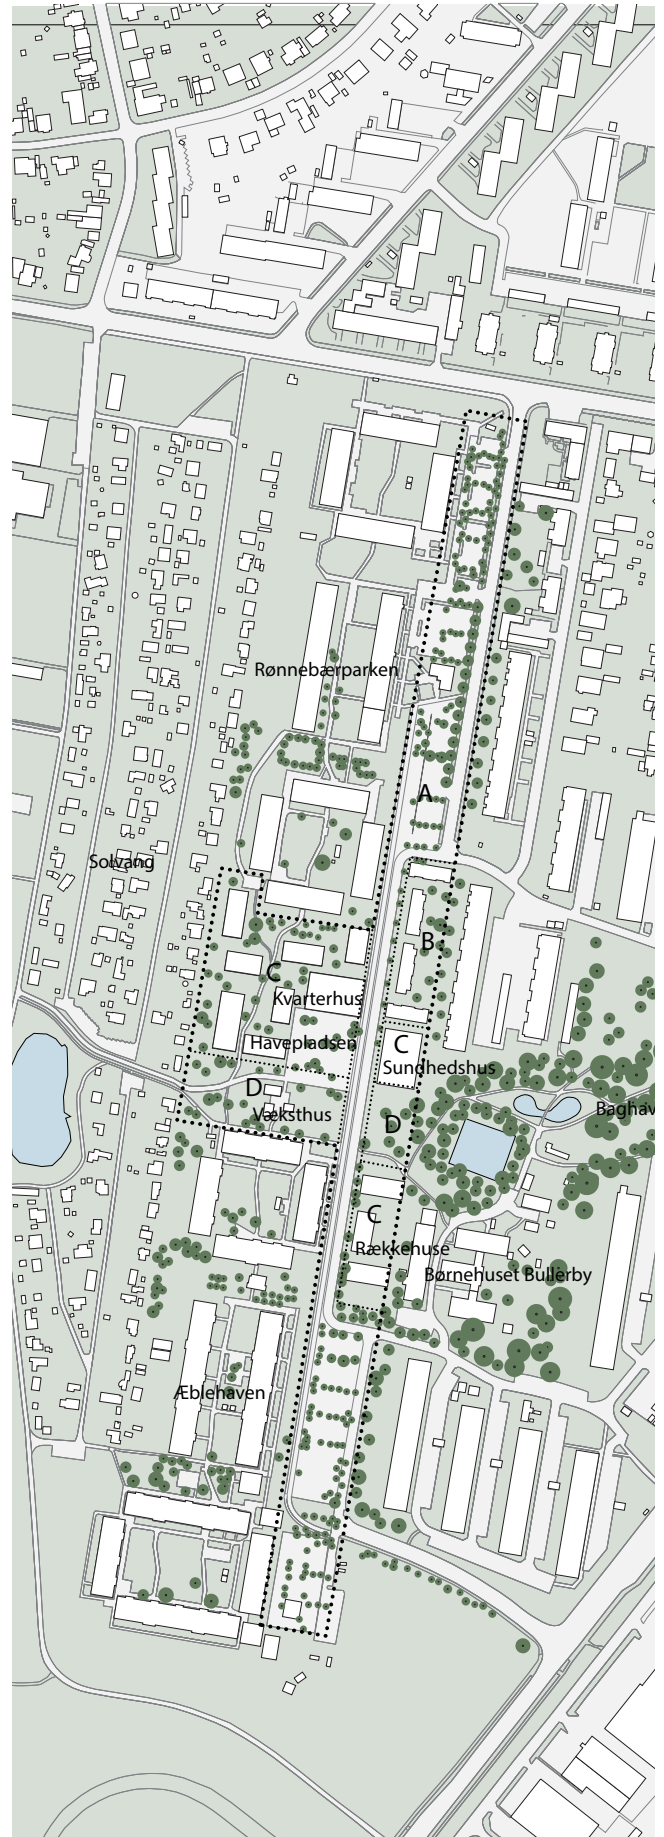 Rønnebærparken
A
Solvang
B
C
Kvarterhus
Havepladsen
C
Sundhedshus
D
Væksthus
D
Baghav
C
Rækkehuse
Børnehuset Bullerby
Æblehaven